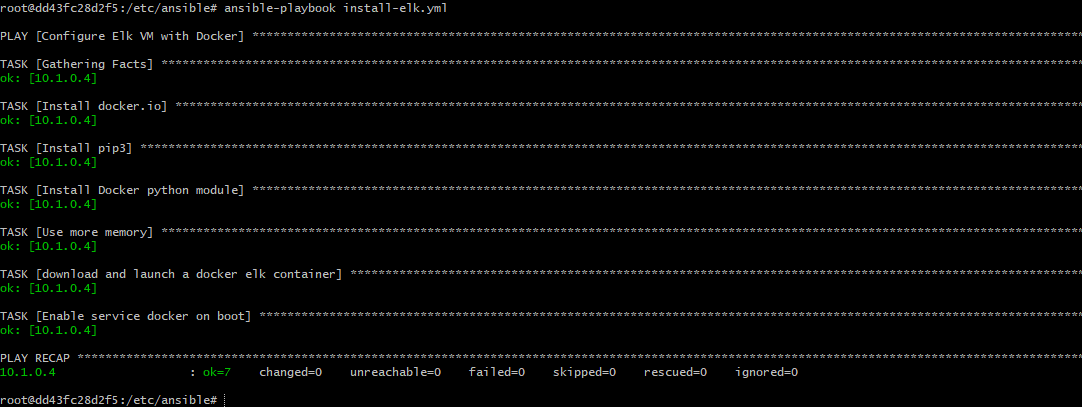 root@dd43fc28d2f5:/etc/ansible# ansible-playbook install-elk.yml
PLAY [Configure Elk VM with Docker] ***********************************************************************************************************************
TASK [Gathering Facts] ************************************************************************************************************************************
ok: [10.1.0.4]
TASK [Install docker.io] **********************************************************************************************************************************
ok: [10.1.0.4]
TASK [Install pip3] ***************************************************************************************************************************************
ok: [10.1.0.4]
TASK [Install Docker python module] ***********************************************************************************************************************
ok: [10.1.0.4]
TASK [Use more memory] ************************************************************************************************************************************
ok: [10.1.0.4]
TASK [download and launch a docker elk container] *********************************************************************************************************
ok: [10.1.0.4]
TASK [Enable service docker on boot] **********************************************************************************************************************
ok: [10.1.0.4]
PLAY RECAP ************************************************************************************************************************************************
10.1.0.4                   : ok=7    changed=0    unreachable=0    failed=0    skipped=0    rescued=0    ignored=0
root@dd43fc28d2f5:/etc/ansible#